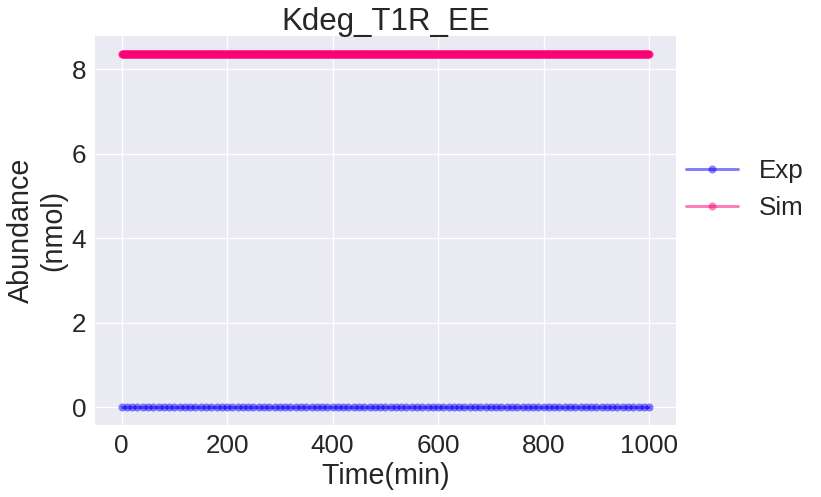 Kdeg_T1R_EE
Abundance
(nmol)
8
6
4
2
0
0 200 400 600 800 1000
Time(min)
Exp
Sim